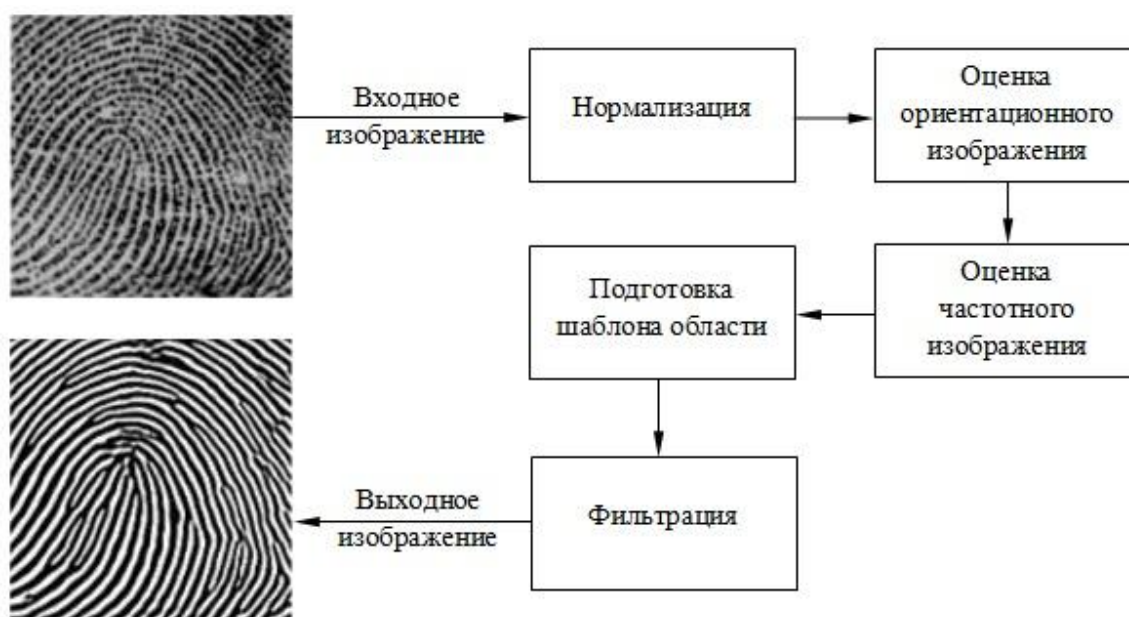 Входное
изображение
Нормализация
Оценка
ориентационного
изображения
Оценка
частотного
изображения
Подготовка
шаблона области
Фильтрация
Выходное
изображение